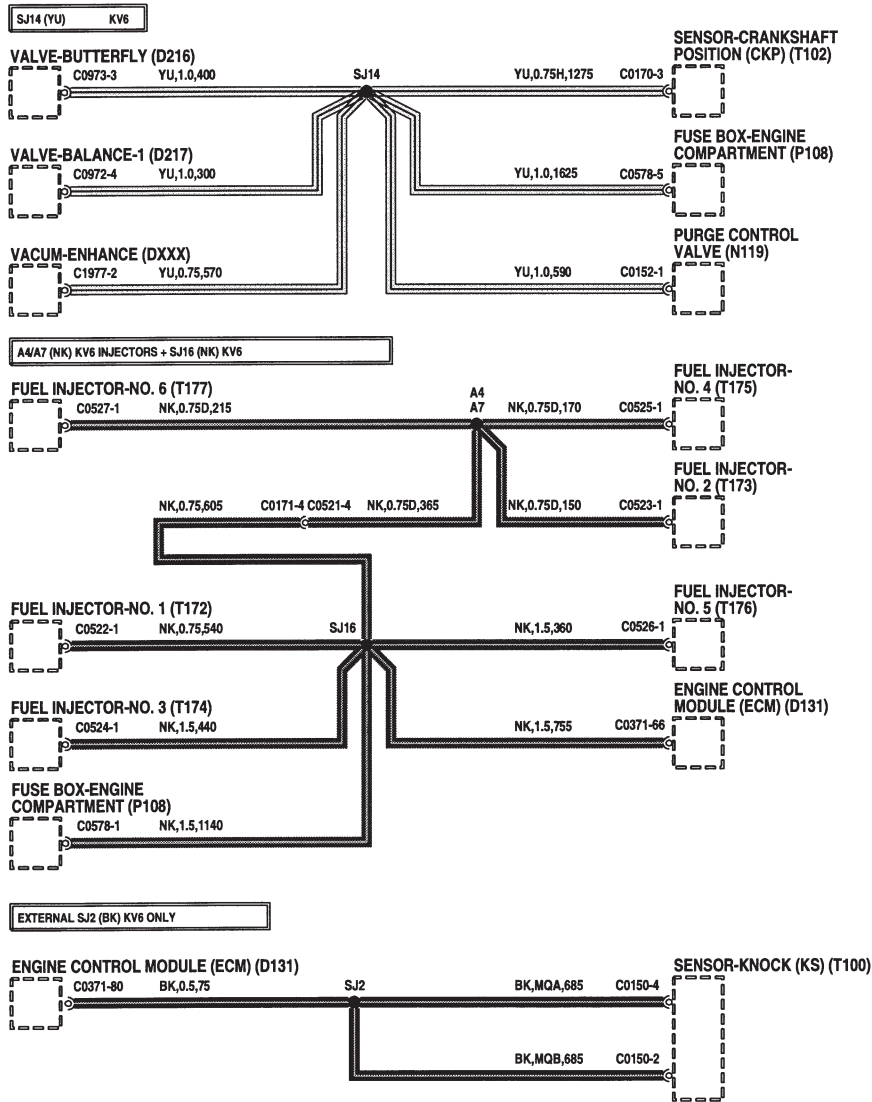 SJ14 (YU) KV6
VALVE-BUTTERFLY (D216)
C0973-3 YU,1.0,400
SJ14
YU,0.75H,1275 C0170-3
SENSOR-CRANKSHAFT
POSITION (CKP) (T102)
VALVE-BALANCE-1 (D217)
C0972-4 YU,1.0,300
YU,1.0,1625 C0578-5
FUSE BOX-ENGINE
COMPARTMENT (P108)
VACUM-ENHANCE (DXXX)
C1977-2 YU,0.75,570
YU,1.0,590 C0152-1
PURGE CONTROL
VALVE (N119)
A4/A7 (NK) KV6 INJECTORS + SJ16 (NK) KV6
FUEL INJECTOR-NO. 6 (T177)
C0527-1 NK,0.75D,215
A4
A7
NK,0.75D,170 C0525-1
FUEL INJECTOR-
NO. 4 (T175)
NK,0.75,605 C0171-4 C0521-4 NK,0.75D,365
NK,0.75D,150 C0523-1
FUEL INJECTOR-
NO. 2 (T173)
FUEL INJECTOR-NO. 1 (T172)
C0522-1 NK,0.75,540
SJ16
NK,1.5,360 C0526-1
FUEL INJECTOR-
NO. 5 (T176)
FUEL INJECTOR-NO. 3 (T174)
C0524-1 NK,1.5,440
NK,1.5,755 C0371-66
ENGINE CONTROL
MODULE (ECM) (D131)
FUSE BOX-ENGINE
COMPARTMENT (P108)
C0578-1 NK,1.5,1140
EXTERNAL SJ2 (BK) KV6 ONLY
ENGINE CONTROL MODULE (ECM) (D131)
C0371-80 BK,0.5,75
SJ2
BK,MQA,685 C0150-4
SENSOR-KNOCK (KS) (T100)
BK,MQB,685 C0150-2